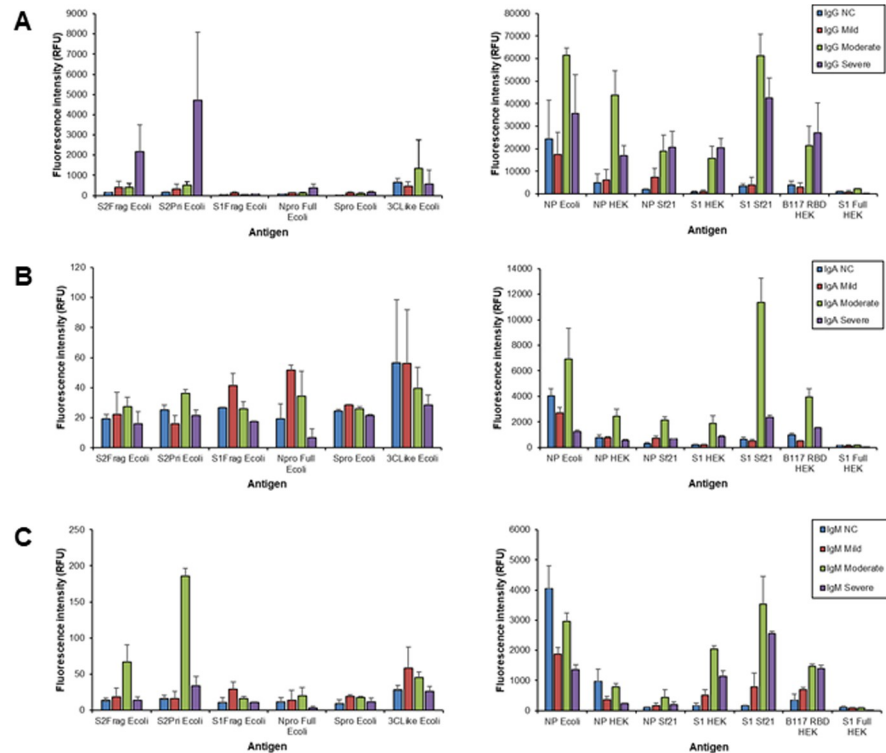 A
Fluorescence intensity (RFU)
9000
8000
7000
6000
5000
4000
3000
2000
1000
0
S2Frag Ecoli
S2Pri Ecoli
S1Frag Ecoli
Npro Full
Ecoli
Spro Ecoli
3CLike Ecoli
Antigen
Fluorescence intensity (RFU)
80000
70000
60000
50000
40000
30000
20000
10000
0
NP Ecoli
NP HEK
NP Sf21
S1 HEK
S1 Sf21
B117 RBD
HEK
S1 Full
HEK
Antigen
IgG NC
IgG Mild
IgG Moderate
IgG Severe
B
Fluorescence intensity (RFU)
120
100
80
60
40
20
0
S2Frag Ecoli
S2Pri Ecoli
S1Frag Ecoli
Npro Full
Ecoli
Spro Ecoli
3CLike Ecoli
Antigen
Fluorescence intensity (RFU)
14000
12000
10000
8000
6000
4000
2000
0
NP Ecoli
NP HEK
NP Sf21
S1 HEK
S1 Sf21
B117 RBD
HEK
S1 Full
HEK
Antigen
IgA NC
IgA Mild
IgA Moderate
IgA Severe
C
Fluorescence intensity (RFU)
250
200
150
100
50
0
S2Frag Ecoli
S2Pri Ecoli
S1Frag Ecoli
Npro Full
Ecoli
Spro Ecoli
3CLike Ecoli
Antigen
Fluorescence intensity (RFU)
6000
5000
4000
3000
2000
1000
0
NP Ecoli
NP HEK
NP Sf21
S1 HEK
S1 Sf21
B117 RBD
HEK
S1 Full
HEK
Antigen
IgM NC
IgM Mild
IgM Moderate
IgM Severe